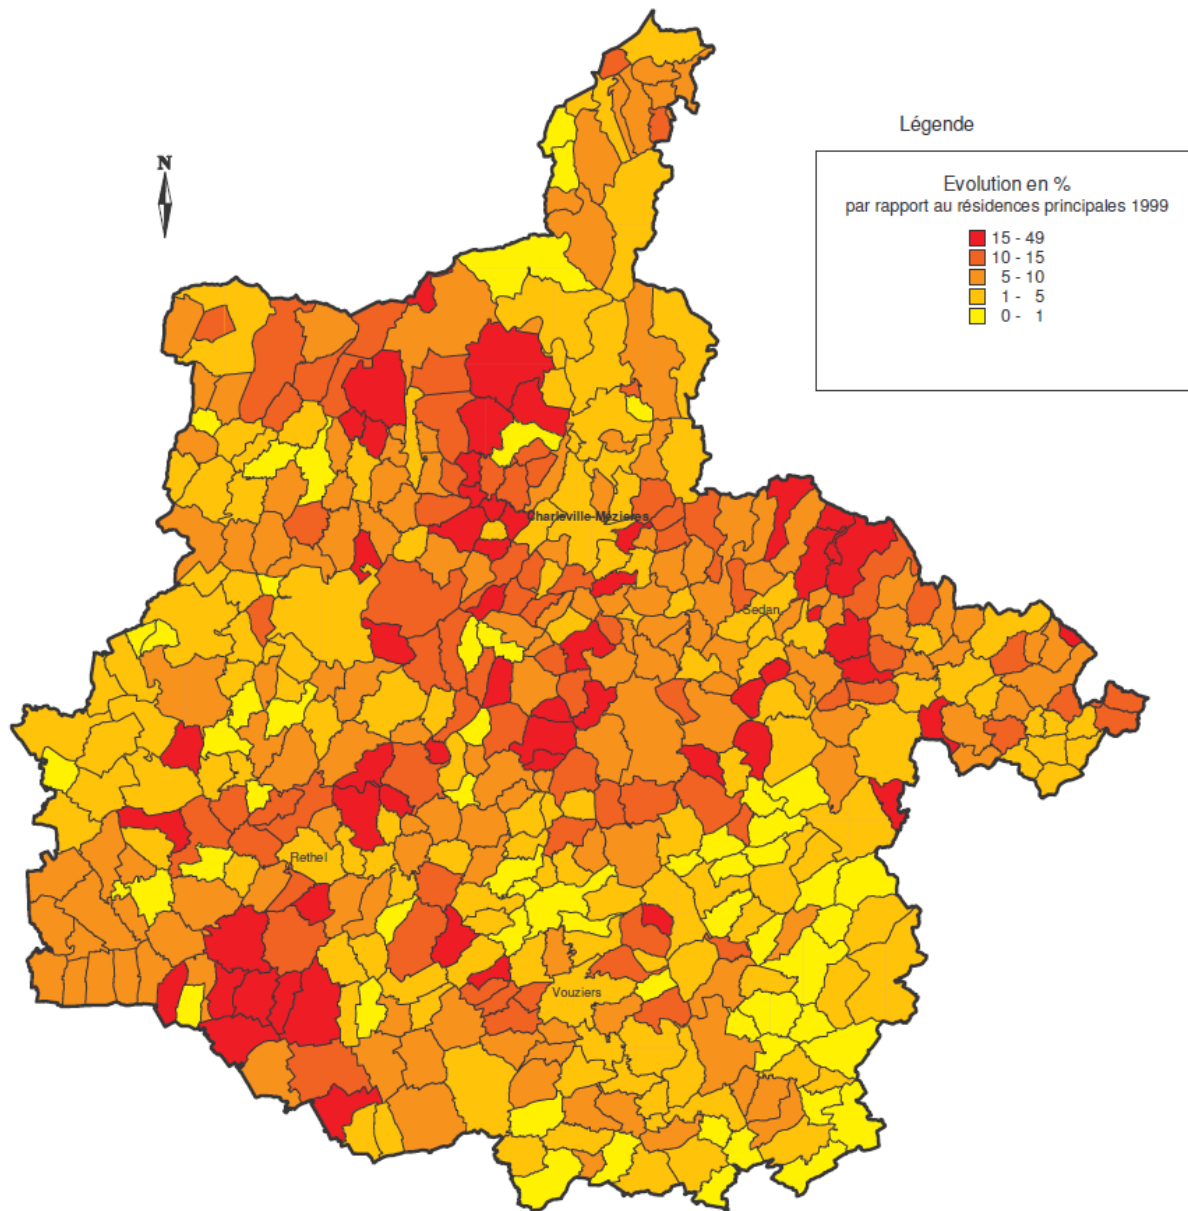 Légende
N
Evolution en %
par rapport au résidences principales 1999
15 - 49
10 - 15
5 - 10
1 - 5
0 - 1
Charleville-Mézieres
Sedan
Rethel
Vouziers